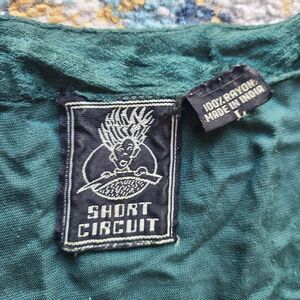 SHORT
CIRCUIT
100% RAYON
MADE IN INDIA
L